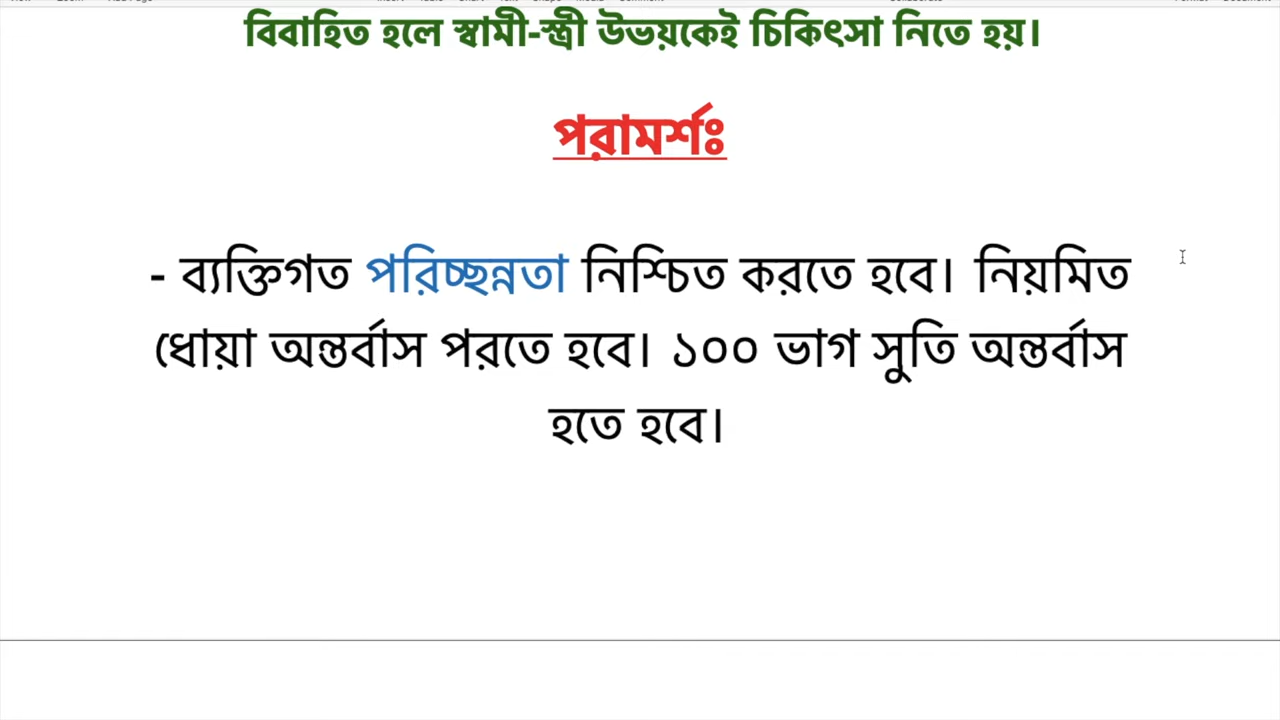 বিবাহিত হলে স্বামী-স্ত্রী উভয়কেই চিকিৎসা নিতে হয়।
পরামর্শঃ
- ব্যক্তিগত পরিচ্ছন্নতা নিশ্চিত করতে হবে। নিয়মিত
ধোয়া অন্তর্বাস পরতে হবে। ১০০ ভাগ সুতি অন্তর্বাস
হতে হবে।